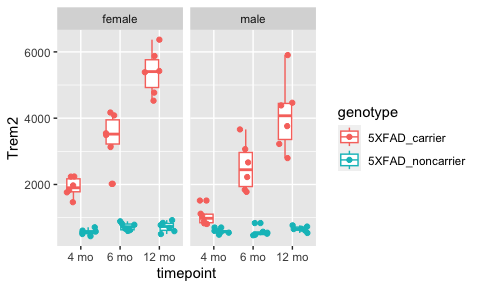 female
male
6000
4000
2000
Trem2
4 mo
6 mo
12 mo
4 mo
6 mo
12 mo
timepoint
genotype
5XFAD_carrier
5XFAD_noncarrier